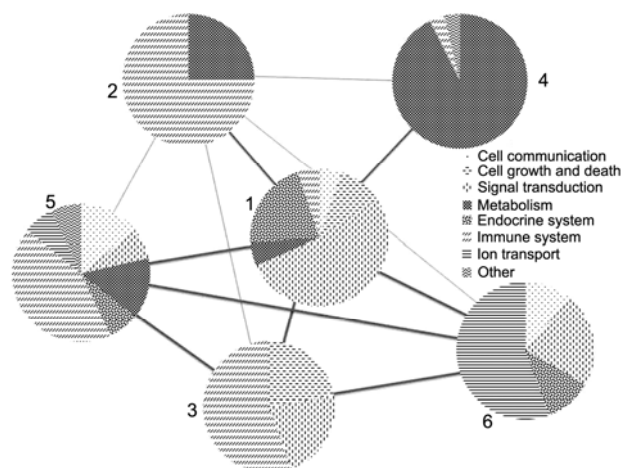 2
4
Cell communication
Cell growth and death
Signal transduction
Metabolism
Endocrine system
Immune system
Ion transport
Other
5
1
3
6